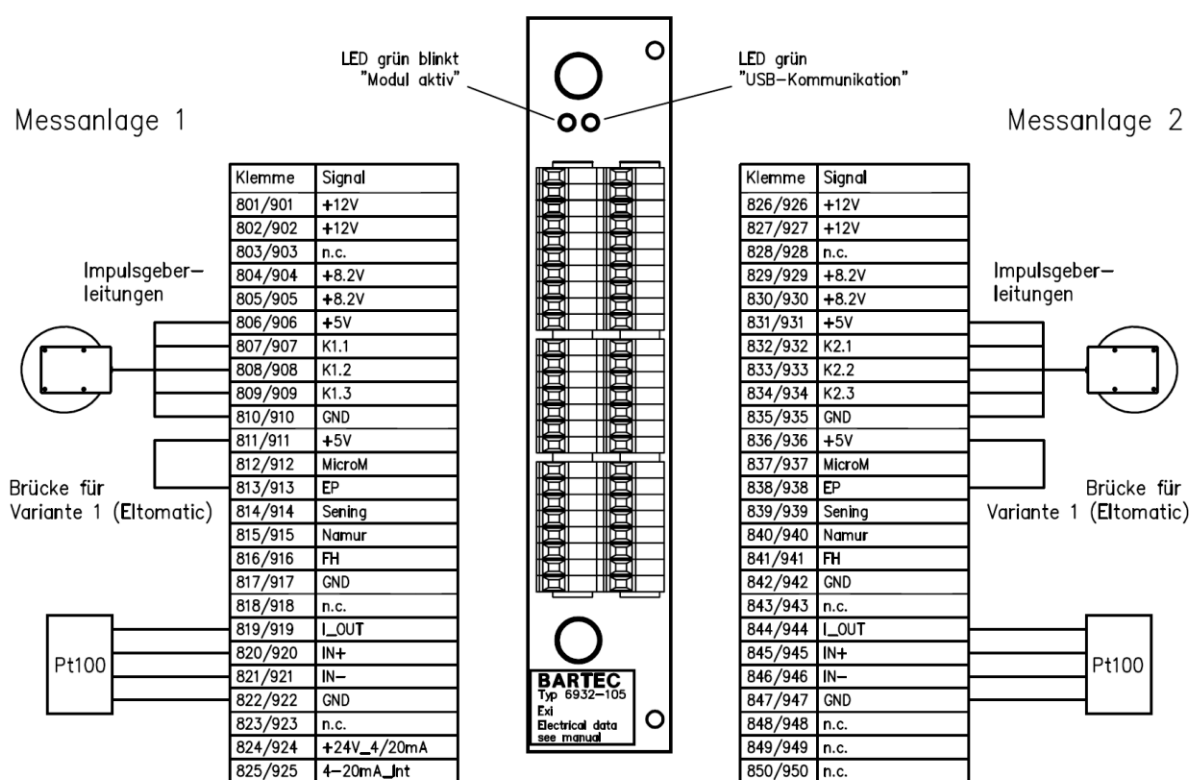 LED grün blinkt
"Modul aktiv"
LED grün
"USB-Kommunikation"
Messanlage 1
Messanlage 2
Klemme Signal
801/901 +12V
802/902 +12V
803/903 n.c.
804/904 +8.2V
805/905 +8.2V
806/906 +5V
807/907 K1.1
808/908 K1.2
809/909 K1.3
810/910 GND
811/911 +5V
812/912 MicroM
813/913 EP
814/914 Sening
815/915 Namur
816/916 FH
817/917 GND
818/918 n.c.
819/919 I_OUT
820/920 IN+
821/921 IN-
822/922 GND
823/923 n.c.
824/924 +24V_4/20mA
825/925 4-20mA_Int
Impulsgeber-
leitungen
Brücke für
Variante 1 (Eltomatic)
Pt100
BARTEC
Typ 6932-105
Exi
Electrical data
see manual
Klemme Signal
826/926 +12V
827/927 +12V
828/928 n.c.
829/929 +8.2V
830/930 +8.2V
831/931 +5V
832/932 K2.1
833/933 K2.2
834/934 K2.3
835/935 GND
836/936 +5V
837/937 MicroM
838/938 EP
839/939 Sening
840/940 Namur
841/941 FH
842/942 GND
843/943 n.c.
844/944 I_OUT
845/945 IN+
846/946 IN-
847/947 GND
848/948 n.c.
849/949 n.c.
850/950 n.c.
Impulsgeber-
leitungen
Brücke für
Variante 1 (Eltomatic)
Pt100